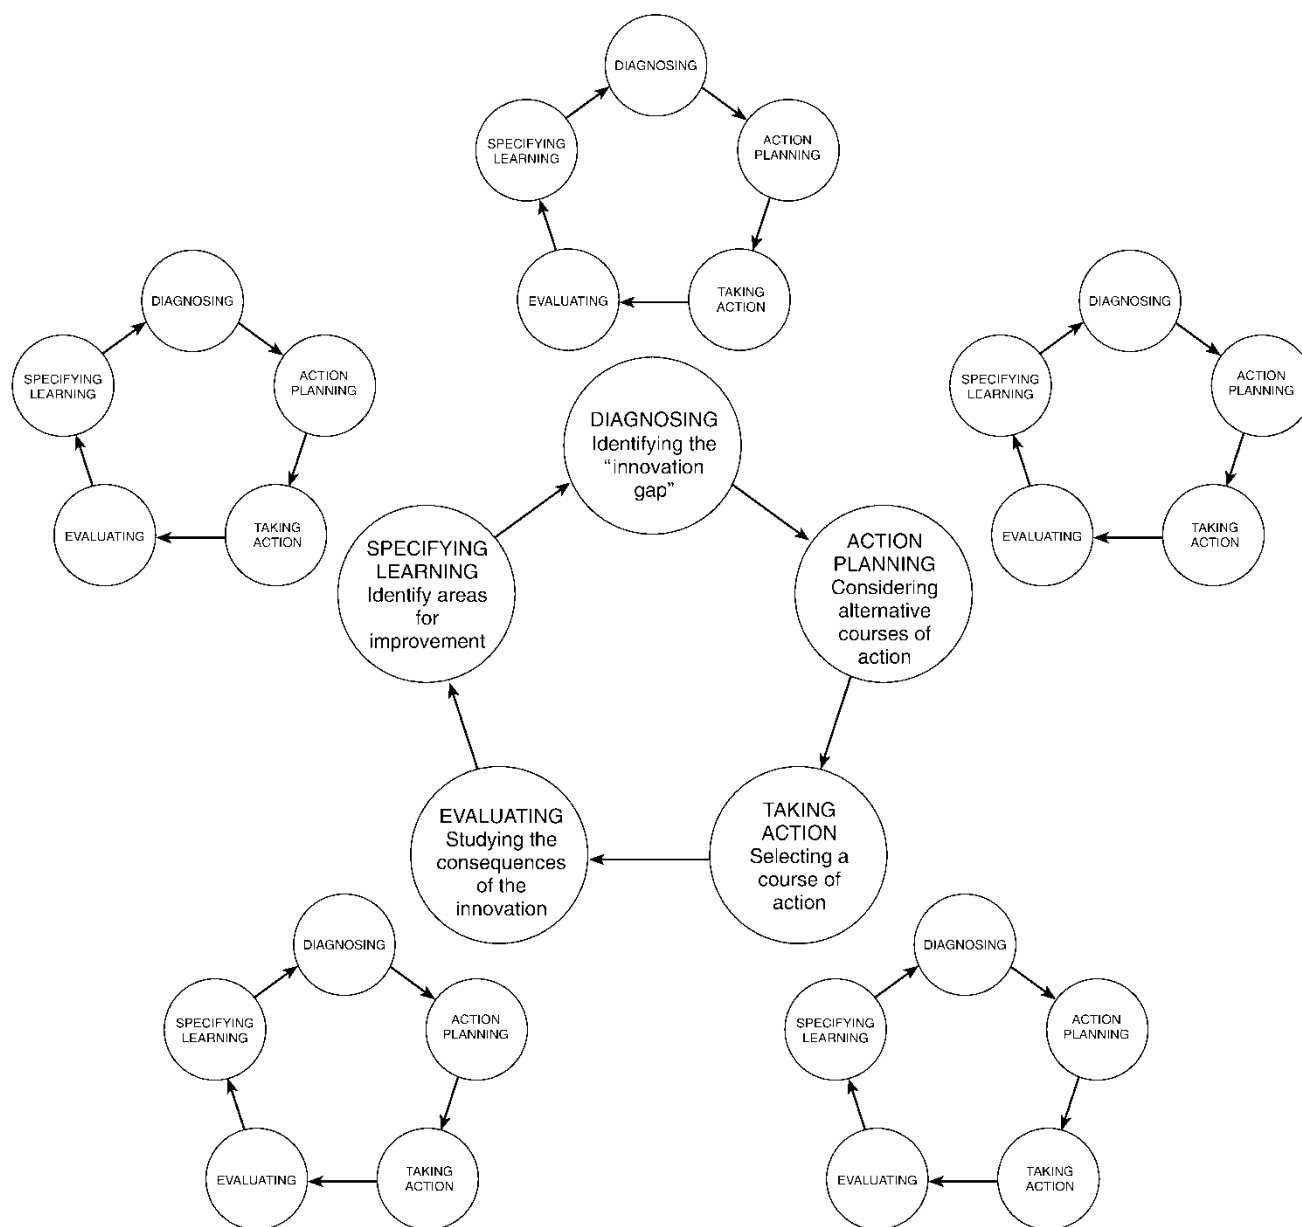 DIAGNOSING
SPECIFYING
LEARNING
ACTION
PLANNING
EVALUATING
TAKING
ACTION
DIAGNOSING
SPECIFYING
LEARNING
ACTION
PLANNING
EVALUATING
TAKING
ACTION
DIAGNOSING
SPECIFYING
LEARNING
ACTION
PLANNING
EVALUATING
TAKING
ACTION
DIAGNOSING
Identifying the
“innovation
gap”
SPECIFYING
LEARNING
Identify areas
for
improvement
ACTION
PLANNING
Considering
alternative
courses of
action
EVALUATING
Studying the
consequences
of the
innovation
TAKING
ACTION
Selecting a
course of
action
DIAGNOSING
SPECIFYING
LEARNING
ACTION
PLANNING
EVALUATING
TAKING
ACTION
DIAGNOSING
SPECIFYING
LEARNING
ACTION
PLANNING
EVALUATING
TAKING
ACTION